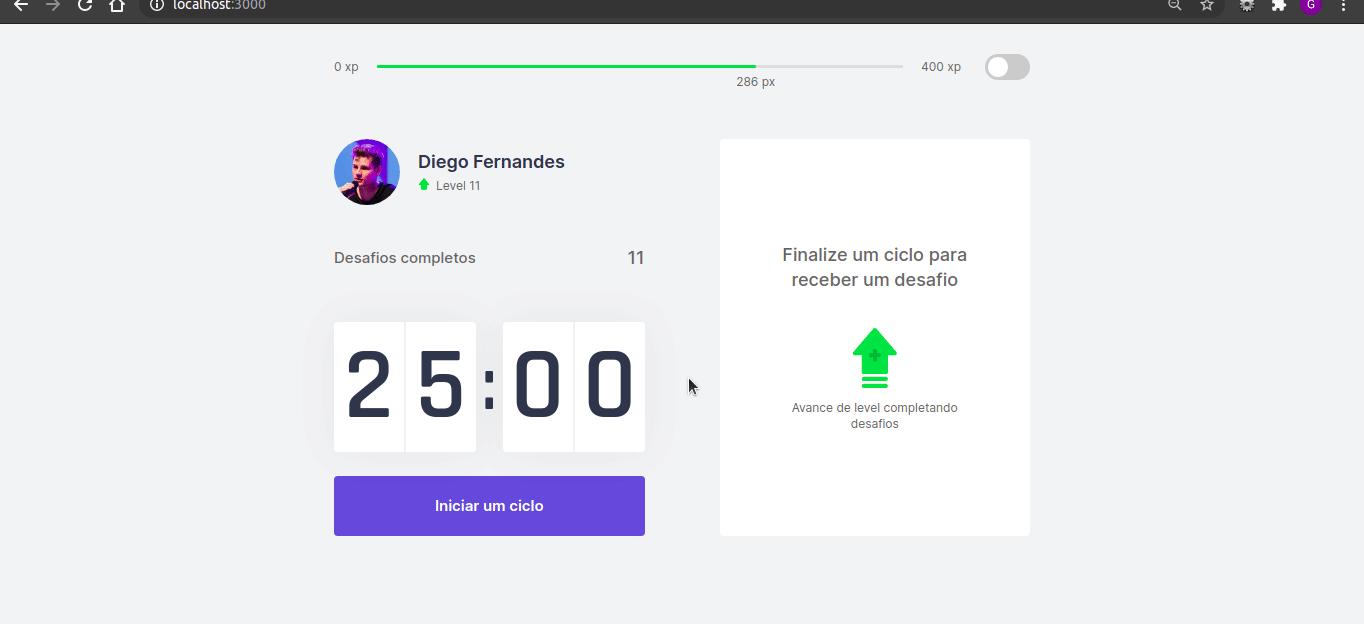 localhost:3000
G
0 xp
400 xp
286 px
Diego Fernandes
Level 11
Desafios completos
11
25:00
Iniciar um ciclo
Finalize um ciclo para
receber um desafio
Avance de level completando
desafios